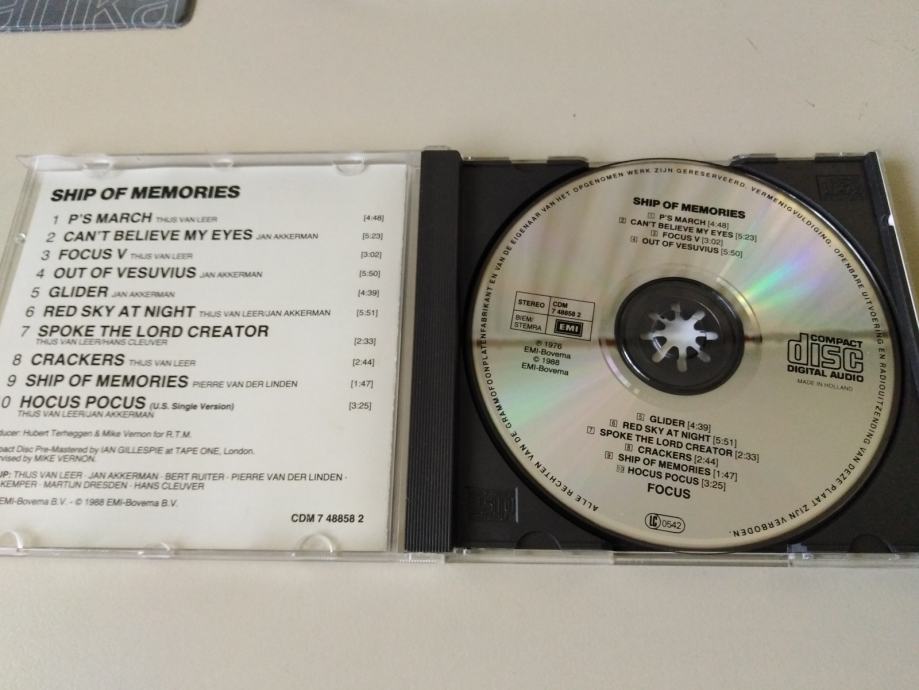 SHIP OF MEMORIES
1 P'S MARCH THIJS VAN LEER [4:48]
2 CAN'T BELIEVE MY EYES JAN AKKERMAN [5:23]
3 FOCUS V THIJS VAN LEER [3:02]
4 OUT OF VESUVIUS JAN AKKERMAN [5:50]
5 GLIDER JAN AKKERMAN [4:39]
6 RED SKY AT NIGHT THIJS VAN LEER/JAN AKKERMAN [5:51]
7 SPOKE THE LORD CREATOR
THIJS VAN LEER/HANS CLEUVER [2:33]
8 CRACKERS THIJS VAN LEER [2:44]
9 SHIP OF MEMORIES PIERRE VAN DER LINDEN [1:47]
0 HOCUS POCUS (U.S. Single Version) [3:25]
THIJS VAN LEER/JAN AKKERMAN
ducer: Hubert Terheggen & Mike Vernon for R.T.M.
pact Disc Pre-Mastered by IAN GILLESPIE at TAPE ONE, London.
rvised by MIKE VERNON.
IP: THIJS VAN LEER · JAN AKKERMAN · BERT RUITER · PIERRE VAN DER LINDEN ·
KEMPER · MARTIJN DRESDEN · HANS CLEUVER
EMI-Bovema B.V. - © 1988 EMI-Bovema B.V.
CDM 7 48858 2
ALLE RECHTEN VAN DE GRAMMOFOONPLATENFABRIKANT EN VAN DE EIGENAAR VAN HET OPGENOMEN WERK ZIJN GERESERVEERD. VERMENIGVULDIGING, OPENBARE UITVOERING EN RADIOUITZENDING VAN DEZE PLAAT ZIJN VERBODEN.
SHIP OF MEMORIES
1 P'S MARCH [4:48]
2 CAN'T BELIEVE MY EYES [5:23]
3 FOCUS V [3:02]
4 OUT OF VESUVIUS [5:50]
STEREO CDM
7 48858 2
BIEM/
STEMRA EMI
℗ 1976
EMI-Bovema
© 1988
EMI-Bovema
COMPACT
disc
DIGITAL AUDIO
MADE IN HOLLAND
5 GLIDER [4:39]
6 RED SKY AT NIGHT [5:51]
7 SPOKE THE LORD CREATOR [2:33]
8 CRACKERS [2:44]
9 SHIP OF MEMORIES [1:47]
10 HOCUS POCUS [3:25]
FOCUS
LC 0542